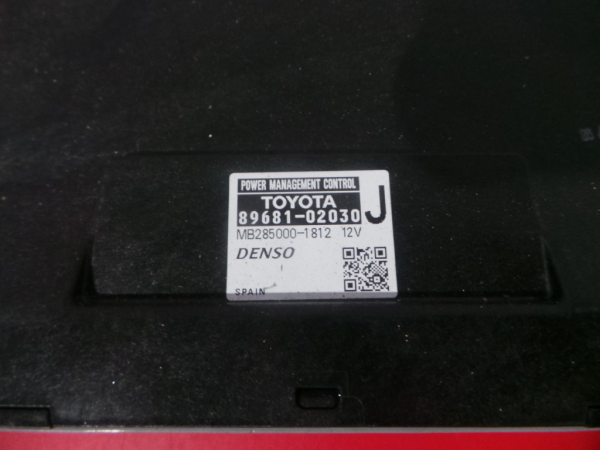 POWER MANAGEMENT CONTROL
TOYOTA
89681-02030 J
MB285000-1812 12V
DENSO
SPAIN